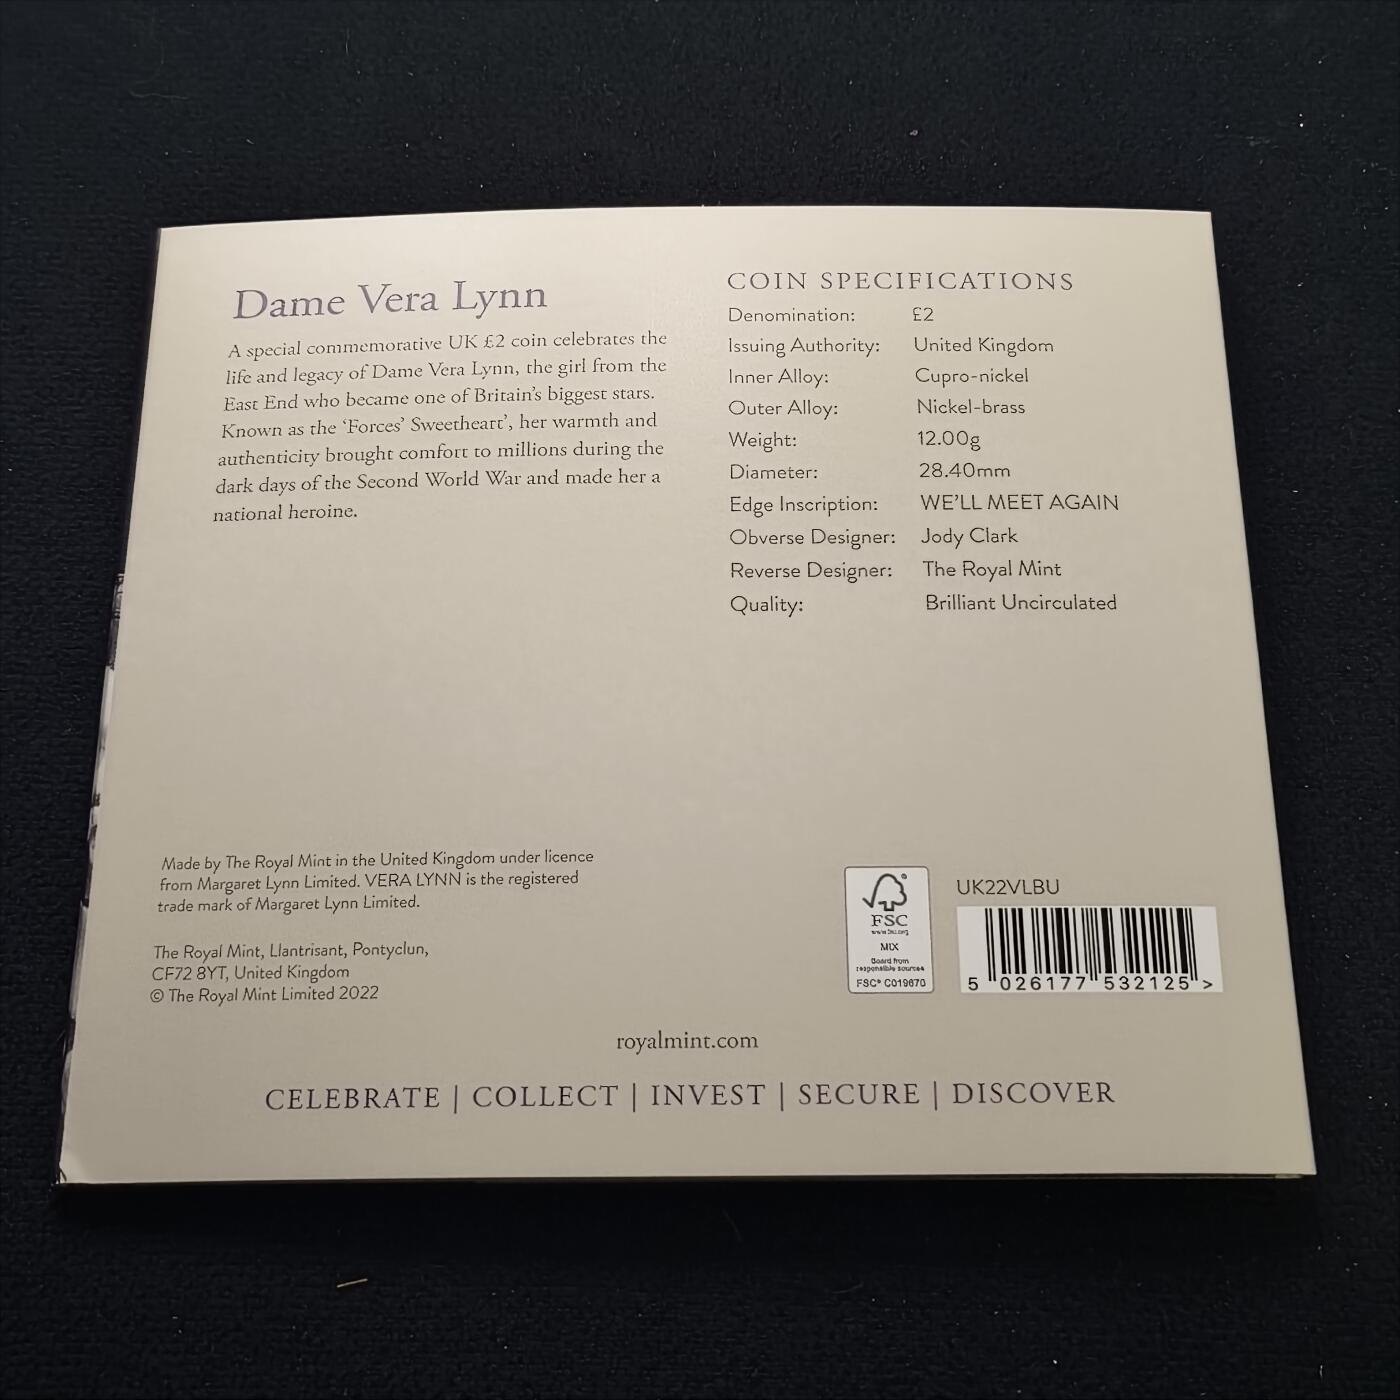 Dame Vera Lynn
A special commemorative UK £2 coin celebrates the
life and legacy of Dame Vera Lynn, the girl from the
East End who became one of Britain's biggest stars.
Known as the 'Forces' Sweetheart', her warmth and
authenticity brought comfort to millions during the
dark days of the Second World War and made her a
national heroine.
COIN SPECIFICATIONS
Denomination: £2
Issuing Authority: United Kingdom
Inner Alloy: Cupro-nickel
Outer Alloy: Nickel-brass
Weight: 12.00g
Diameter: 28.40mm
Edge Inscription: WE'LL MEET AGAIN
Obverse Designer: Jody Clark
Reverse Designer: The Royal Mint
Quality: Brilliant Uncirculated
Made by The Royal Mint in the United Kingdom under licence
from Margaret Lynn Limited. VERA LYNN is the registered
trade mark of Margaret Lynn Limited.
The Royal Mint, Llantrisant, Pontyclun,
CF72 8YT, United Kingdom
© The Royal Mint Limited 2022
FSC
www.fsc.org
MIX
Board from
responsible sources
FSC® C019670
UK22VLBU
5 026177 532125 >
royalmint.com
CELEBRATE | COLLECT | INVEST | SECURE | DISCOVER